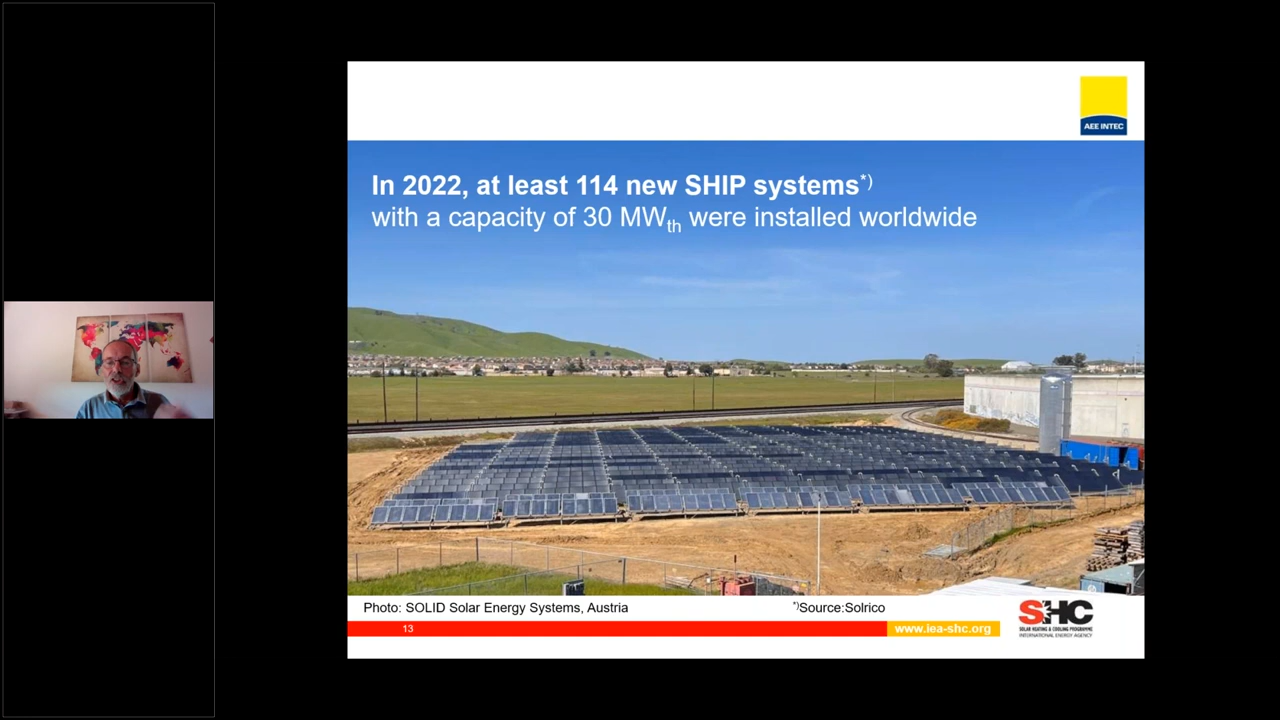 AEE INTEC
In 2022, at least 114 new SHIP systems*)
with a capacity of 30 MWth were installed worldwide
Photo: SOLID Solar Energy Systems, Austria
*)Source:Solrico
13
www.iea-shc.org
SHC
SOLAR HEATING & COOLING PROGRAMME
INTERNATIONAL ENERGY AGENCY